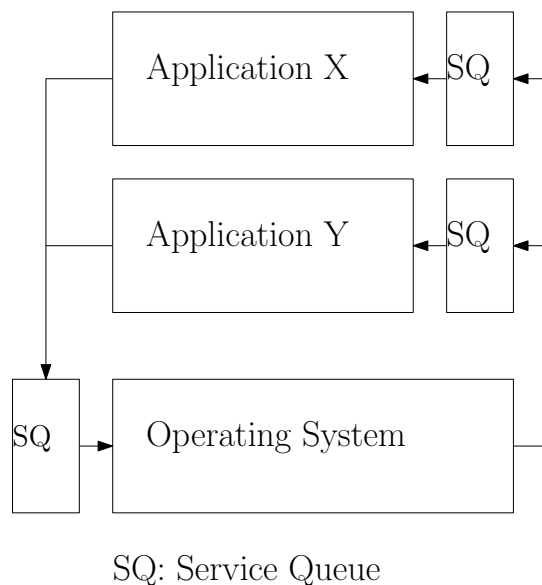 Application X
SQ
Application Y
SQ
SQ
Operating System
SQ: Service Queue